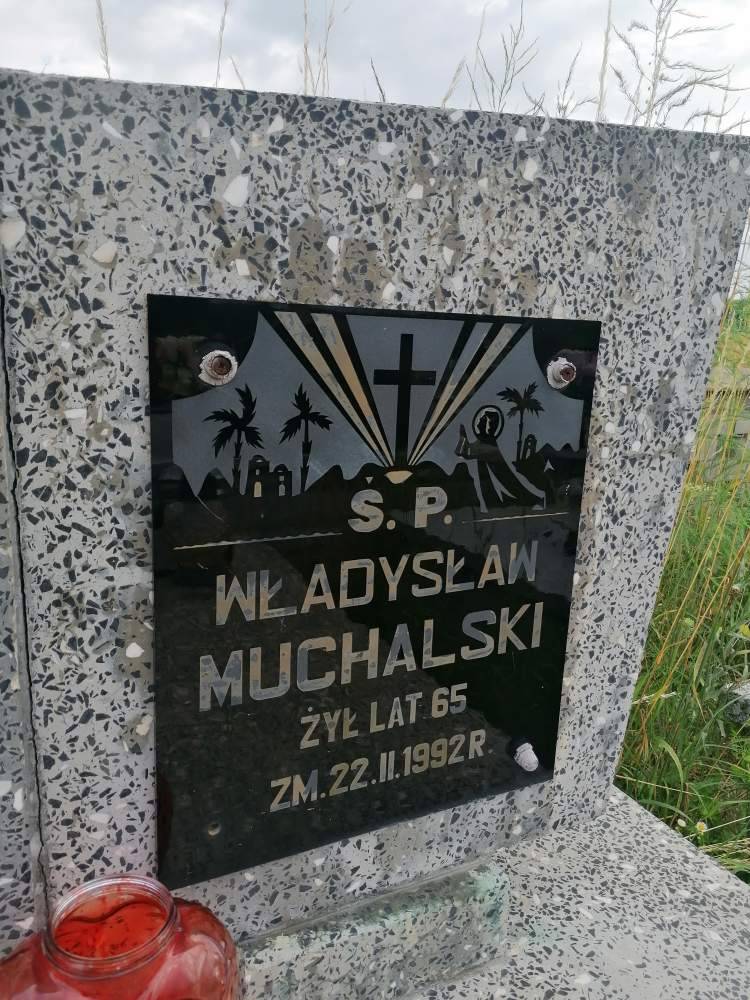 Ś. P.
WŁADYSŁAW
MUCHALSKI
ŻYŁ LAT 65
ZM. 22.II.1992 R.